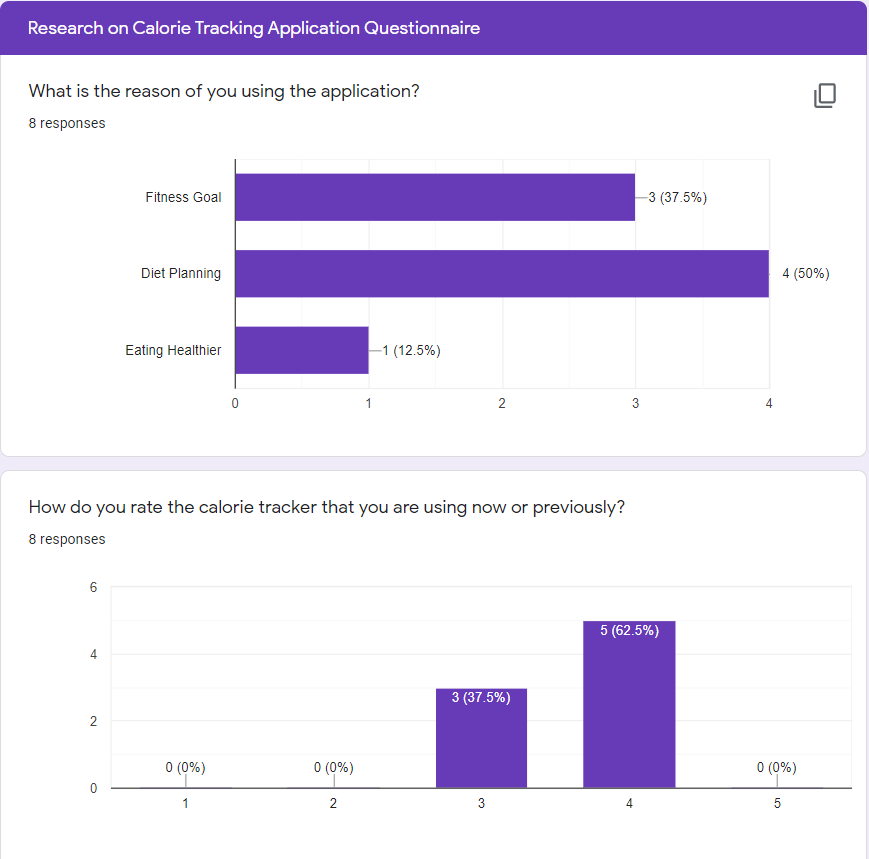 Research on Calorie Tracking Application Questionnaire
What is the reason of you using the application?
8 responses
Fitness Goal
3 (37.5%)
Diet Planning
4 (50%)
Eating Healthier
1 (12.5%)
0 1 2 3 4
How do you rate the calorie tracker that you are using now or previously?
8 responses
6
4
2
0
0 (0%) 0 (0%) 3 (37.5%) 5 (62.5%) 0 (0%)
1 2 3 4 5